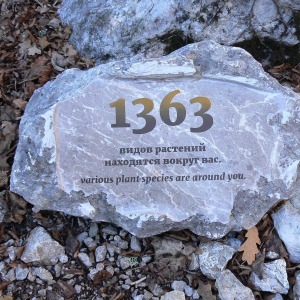 1363
видов растений
находятся вокруг вас.
various plant species are around you.